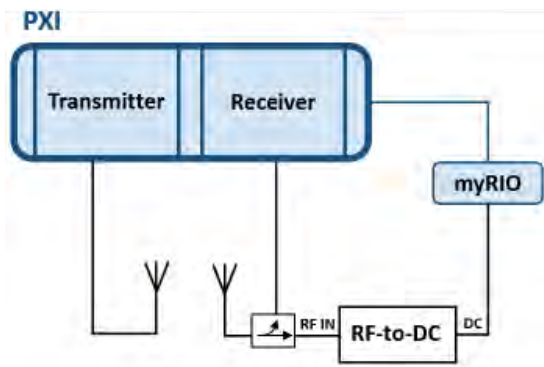 PXI
Transmitter
Receiver
myRIO
RF IN
RF-to-DC
DC